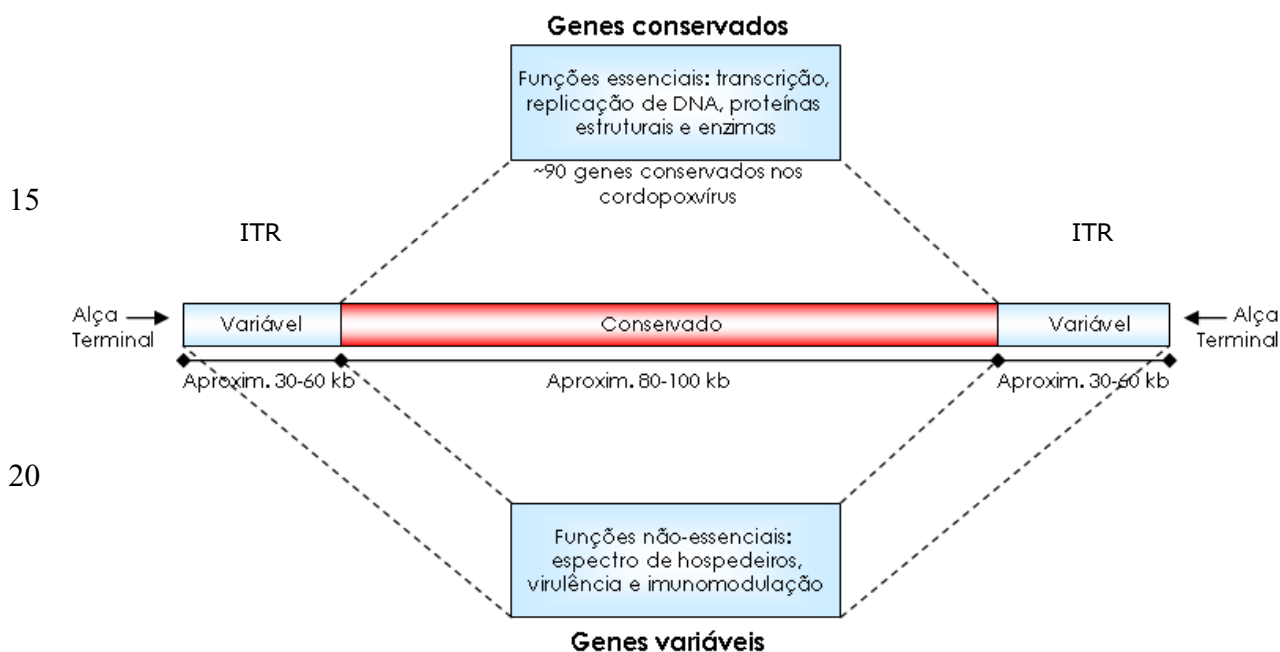 Genes conservados
Funções essenciais: transcrição,
replicação de DNA, proteínas
estruturais e enzimas
~90 genes conservados nos
cordopoxvírus
15
ITR
ITR
Alça
Terminal
Variável
Conservado
Variável
Alça
Terminal
Aproxim. 30-60 kb
Aproxim. 80-100 kb
Aproxim. 30-60 kb
20
Funções não-essenciais:
espectro de hospedeiros,
virulência e imunomodulação
Genes variáveis